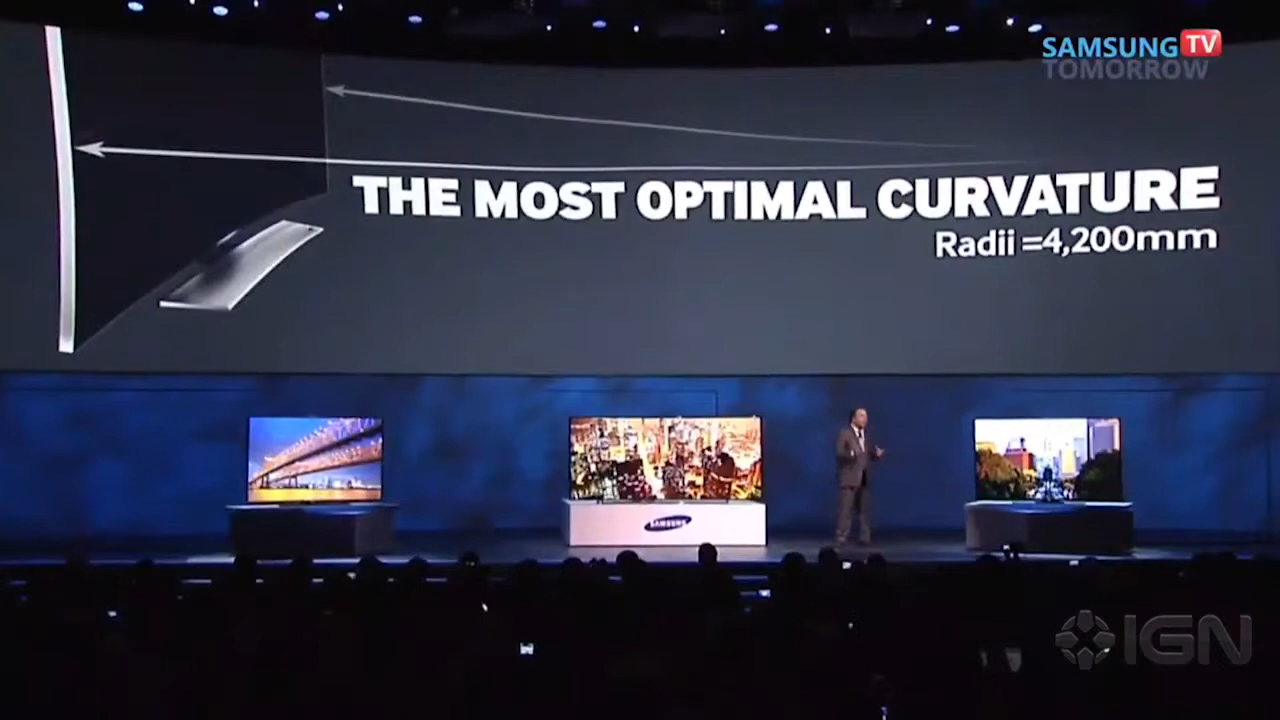 SAMSUNG TV
TOMORROW
THE MOST OPTIMAL CURVATURE
Radii =4,200mm
SAMSUNG
IGN